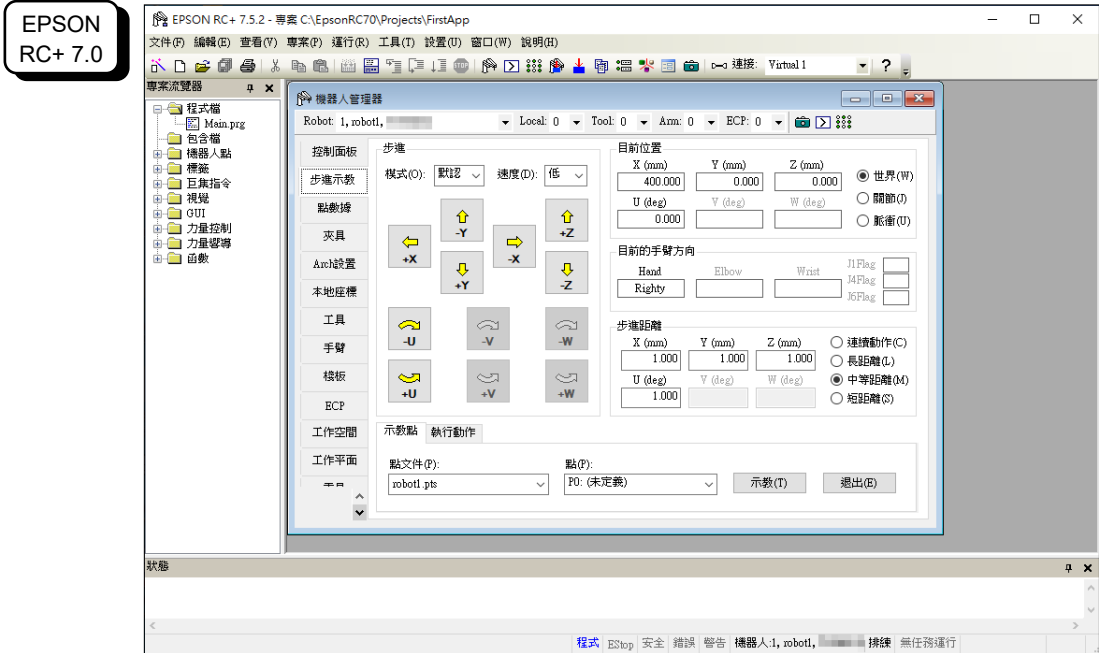 EPSON
RC+ 7.0
EPSON RC+ 7.5.2 - 專案 C:\EpsonRC70\Projects\FirstApp
文件(F) 編輯(E) 查看(V) 專案(P) 運行(R) 工具(T) 設置(U) 窗口(W) 說明(H)
連接: Virtual 1
專案流覽器
程式檔
Main.prg
包含檔
機器人點
標籤
巨集指令
視覺
GUI
力量控制
力量嚮導
函數
機器人管理器
Robot: 1, robot1, Local: 0 Tool: 0 Arm: 0 ECP: 0
控制面板
步進示教
點數據
夾具
Arch設置
本地座標
工具
手臂
棧板
ECP
工作空間
工作平面
步進
模式(O): 默認 速度(D): 低
-Y
+Z
+X
-X
+Y
-Z
-U -V -W
+U +V +W
目前位置
X (mm) Y (mm) Z (mm)
400.000 0.000 0.000
U (deg) V (deg) W (deg)
0.000
世界(W)
關節(J)
脈衝(U)
目前的手臂方向
Hand Elbow Wrist
Righty
J1Flag
J4Flag
J6Flag
步進距離
X (mm) Y (mm) Z (mm)
1.000 1.000 1.000
U (deg) V (deg) W (deg)
1.000
連續動作(C)
長距離(L)
中等距離(M)
短距離(S)
示教點 執行動作
點文件(P): 點(P):
robot1.pts P0: (未定義) 示教(T) 退出(E)
狀態
程式 EStop 安全 錯誤 警告 機器人:1, robot1, 排練 無任務運行